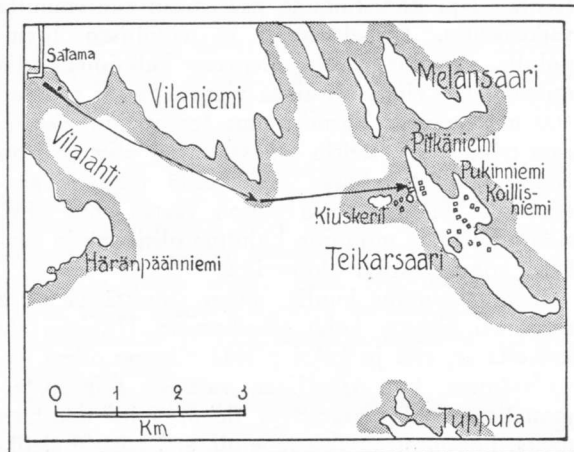 Satama
Melansaari
Vilaniemi
Pitkäniemi
Vilalahti
Pukinniemi
Koillis-
niemi
Kiuskerit
Teikarsaari
Häränpäänniemi
0 1 2 3
Km
Tuppura